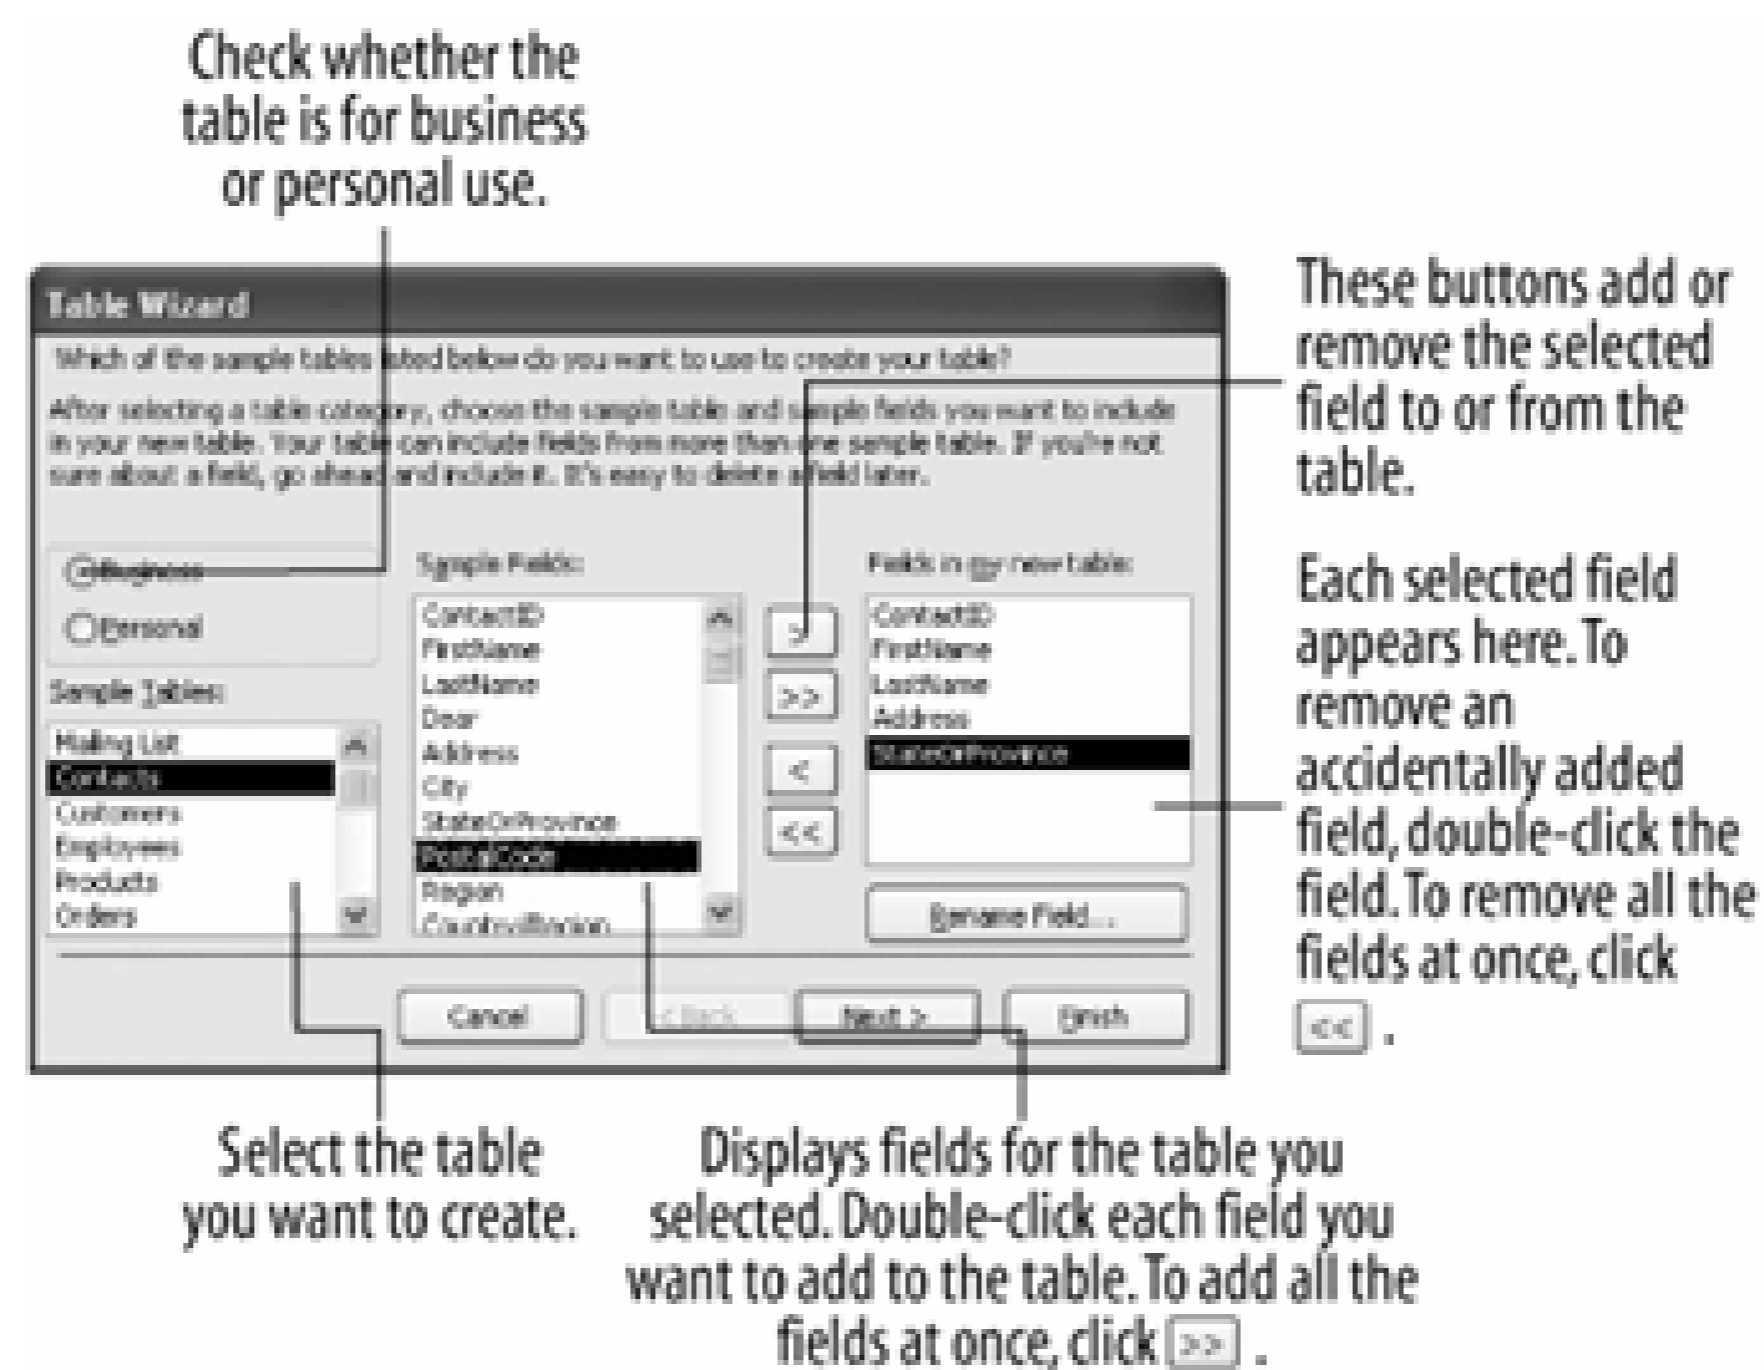 Check whether the
table is for business
or personal use.
Table Wizard
Which of the sample tables listed below do you want to use to create your table?
After selecting a table category, choose the sample table and sample fields you want to include
in your new table. Your table can include fields from more than one sample table. If you're not
sure about a field, go ahead and include it. It's easy to delete a field later.
Business
Personal
Sample Tables:
Mailing List
Contacts
Customers
Employees
Products
Orders
Sample Fields:
ContactID
FirstName
LastName
Dear
Address
City
StateOrProvince
PostalCode
Region
Country/Region
>
>>
<
<<
Fields in my new table:
ContactID
FirstName
LastName
Address
StateOrProvince
Rename Field...
Cancel
< Back
Next >
Finish
These buttons add or
remove the selected
field to or from the
table.
Each selected field
appears here. To
remove an
accidentally added
field, double-click the
field. To remove all the
fields at once, click
<< .
Select the table
you want to create.
Displays fields for the table you
selected. Double-click each field you
want to add to the table. To add all the
fields at once, click >> .